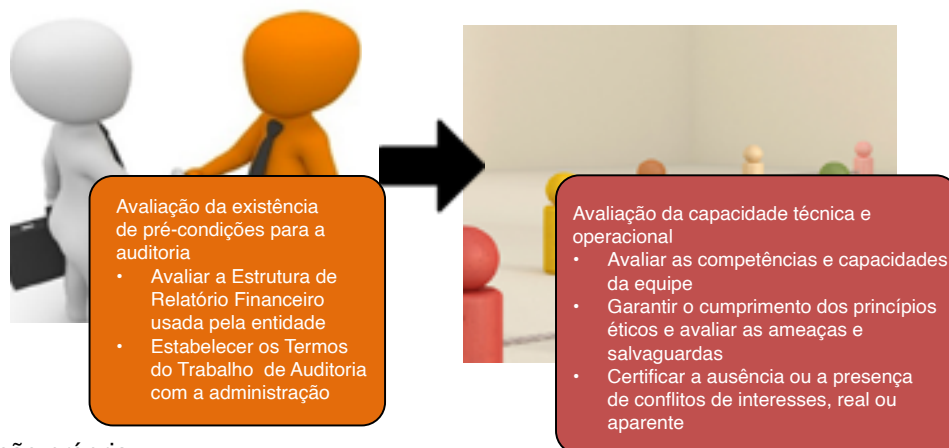 Avaliação da existência
de pré-condições para a
auditoria
• Avaliar a Estrutura de
Relatório Financeiro
usada pela entidade
• Estabelecer os Termos
do Trabalho de Auditoria
com a administração
Avaliação da capacidade técnica e
operacional
• Avaliar as competências e capacidades
da equipe
• Garantir o cumprimento dos princípios
éticos e avaliar as ameaças e
salvaguardas
• Certificar a ausência ou a presença
de conflitos de interesses, real ou
aparente